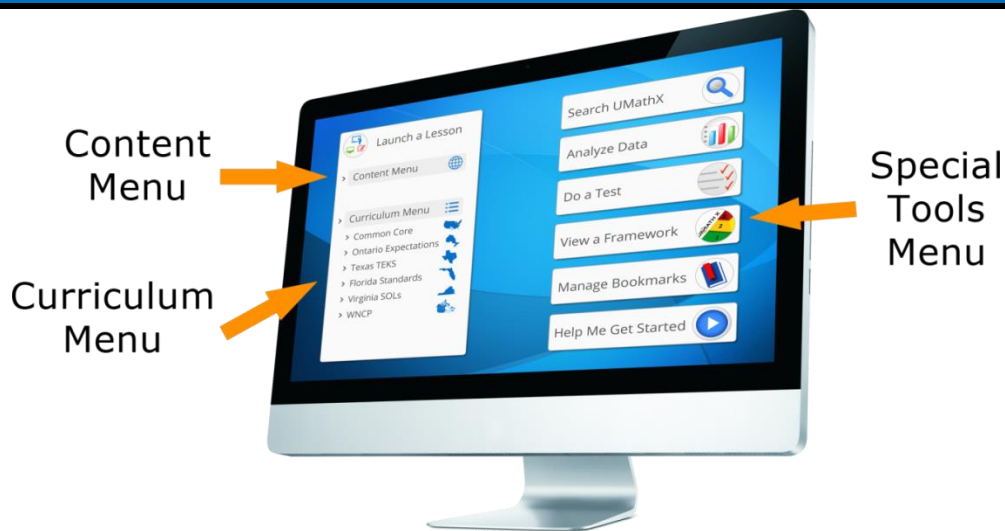 Content
Menu
Curriculum
Menu
Launch a Lesson
Content Menu
Curriculum Menu
Common Core
Ontario Expectations
Texas TEKS
Florida Standards
Virginia SOLs
WNCP
Search UMathX
Analyze Data
Do a Test
View a Framework
Manage Bookmarks
Help Me Get Started
Special
Tools
Menu